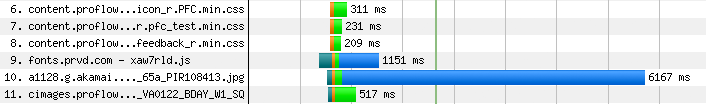 6. content.proflow...icon_r.PFC.min.css 311 ms
7. content.proflow...r.pfc_test.min.css 231 ms
8. content.proflow...feedback_r.min.css 209 ms
9. fonts.prvd.com - xaw7rld.js 1151 ms
10. a1128.g.akamai...._65a_PIR108413.jpg 6167 ms
11. cimages.proflow..._VA0122_BDAY_W1_SQ 517 ms